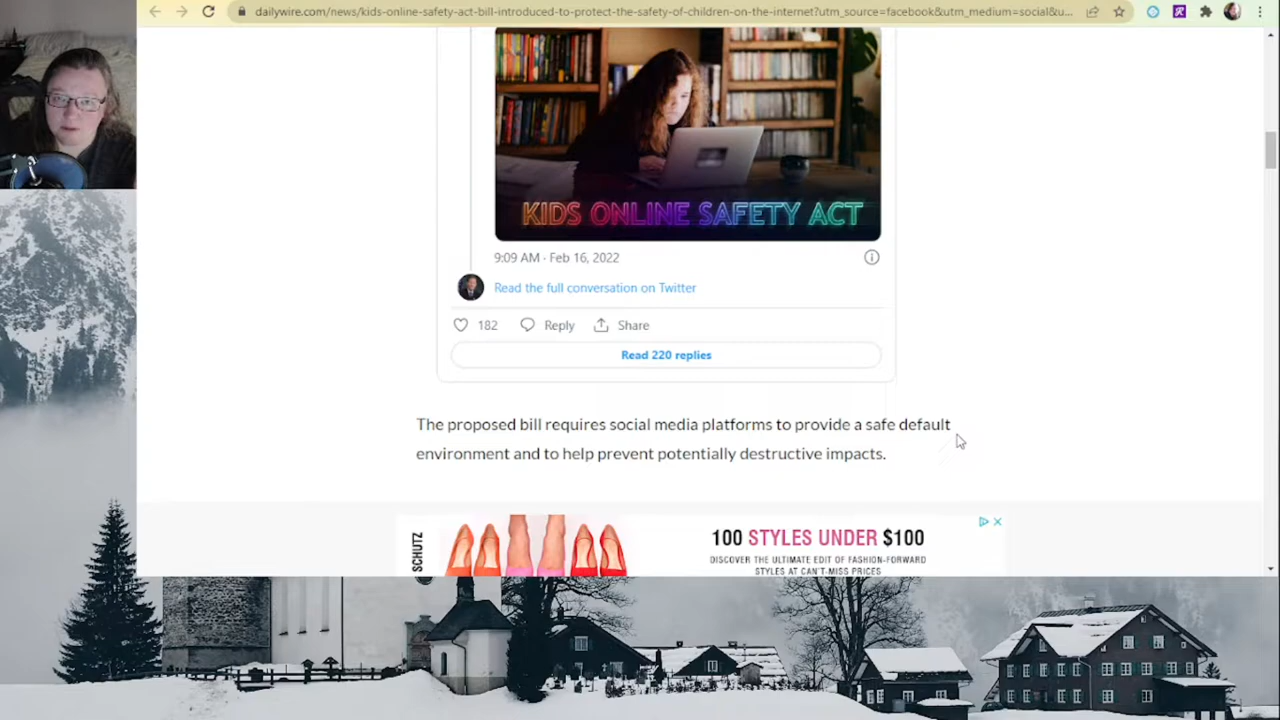 dailywire.com/news/kids-online-safety-act-bill-introduced-to-protect-the-safety-of-children-on-the-internet?utm_source=facebook&utm_medium=social&u...
KIDS ONLINE SAFETY ACT
9:09 AM · Feb 16, 2022
Read the full conversation on Twitter
182 Reply Share
Read 220 replies
The proposed bill requires social media platforms to provide a safe default
environment and to help prevent potentially destructive impacts.
SCHUTZ
100 STYLES UNDER $100
DISCOVER THE ULTIMATE EDIT OF FASHION-FORWARD
STYLES AT CAN'T-MISS PRICES